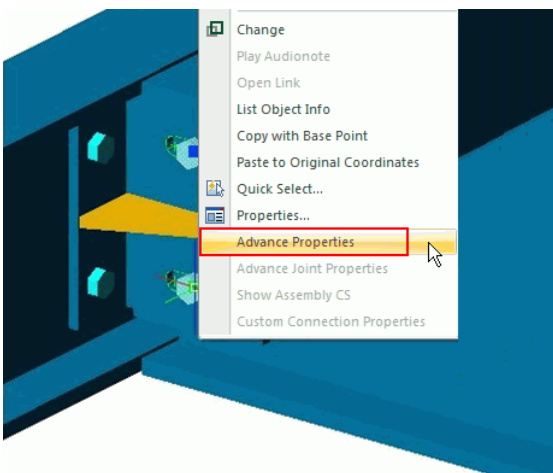 Change
Play Audionote
Open Link
List Object Info
Copy with Base Point
Paste to Original Coordinates
Quick Select...
Properties...
Advance Properties
Advance Joint Properties
Show Assembly CS
Custom Connection Properties